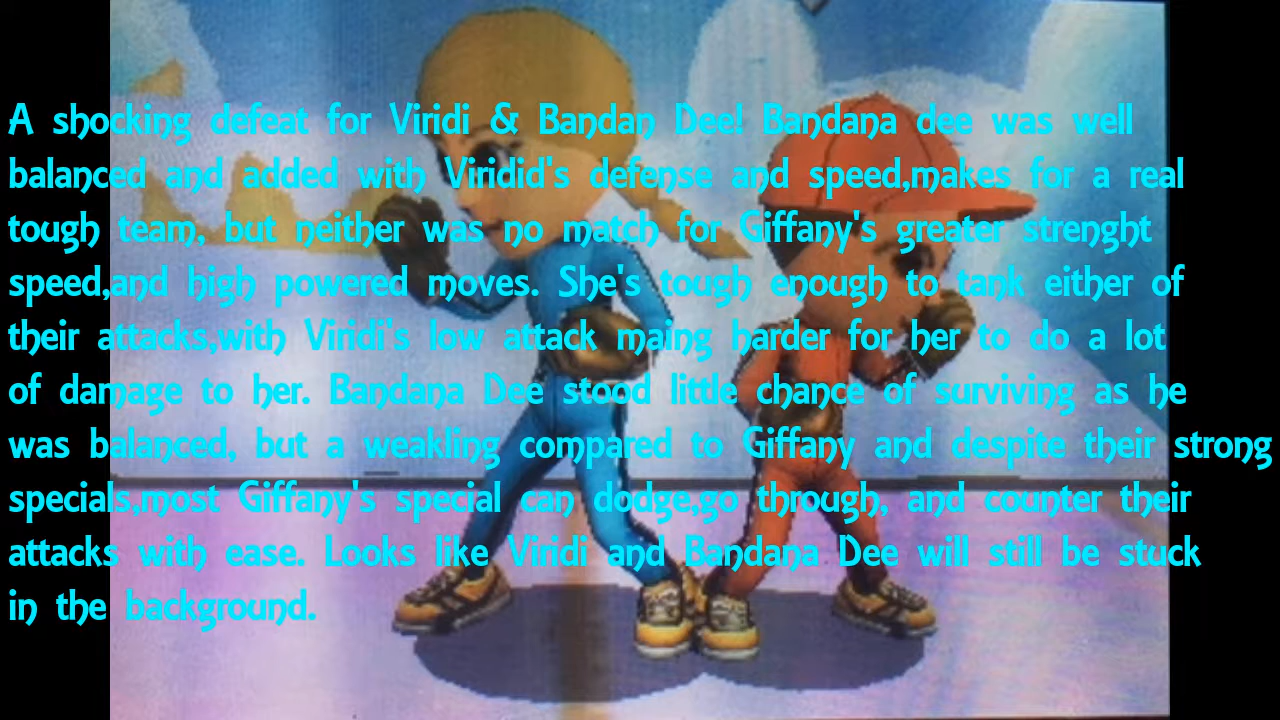 A shocking defeat for Viridi & Bandan Dee! Bandana dee was well
balanced and added with Viridid's defense and speed,makes for a real
tough team, but neither was no match for Giffany's greater strenght
speed,and high powered moves. She's tough enough to tank either of
their attacks,with Viridi's low attack maing harder for her to do a lot
of damage to her. Bandana Dee stood little chance of surviving as he
was balanced, but a weakling compared to Giffany and despite their strong
specials,most Giffany's special can dodge,go through, and counter their
attacks with ease. Looks like Viridi and Bandana Dee will still be stuck
in the background.